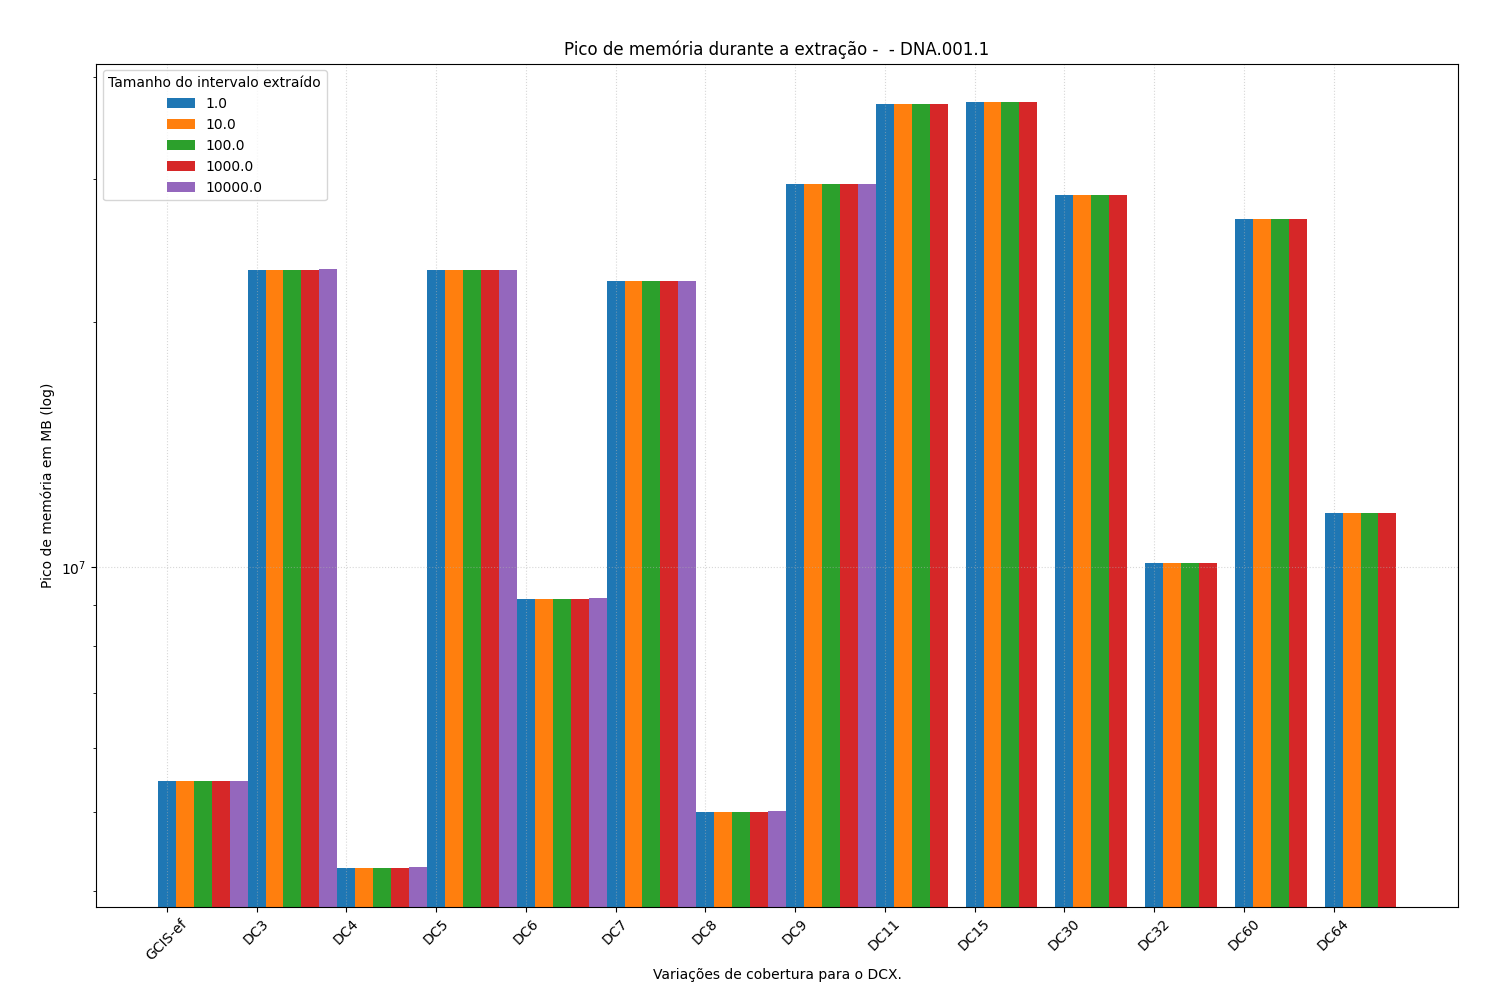 Pico de memória durante a extração -  - DNA.001.1
Tamanho do intervalo extraído
1.0
10.0
100.0
1000.0
10000.0
Pico de memória em MB (log)
10⁷
GCIS-ef
DC3
DC4
DC5
DC6
DC7
DC8
DC9
DC11
DC15
DC30
DC32
DC60
DC64
Variações de cobertura para o DCX.